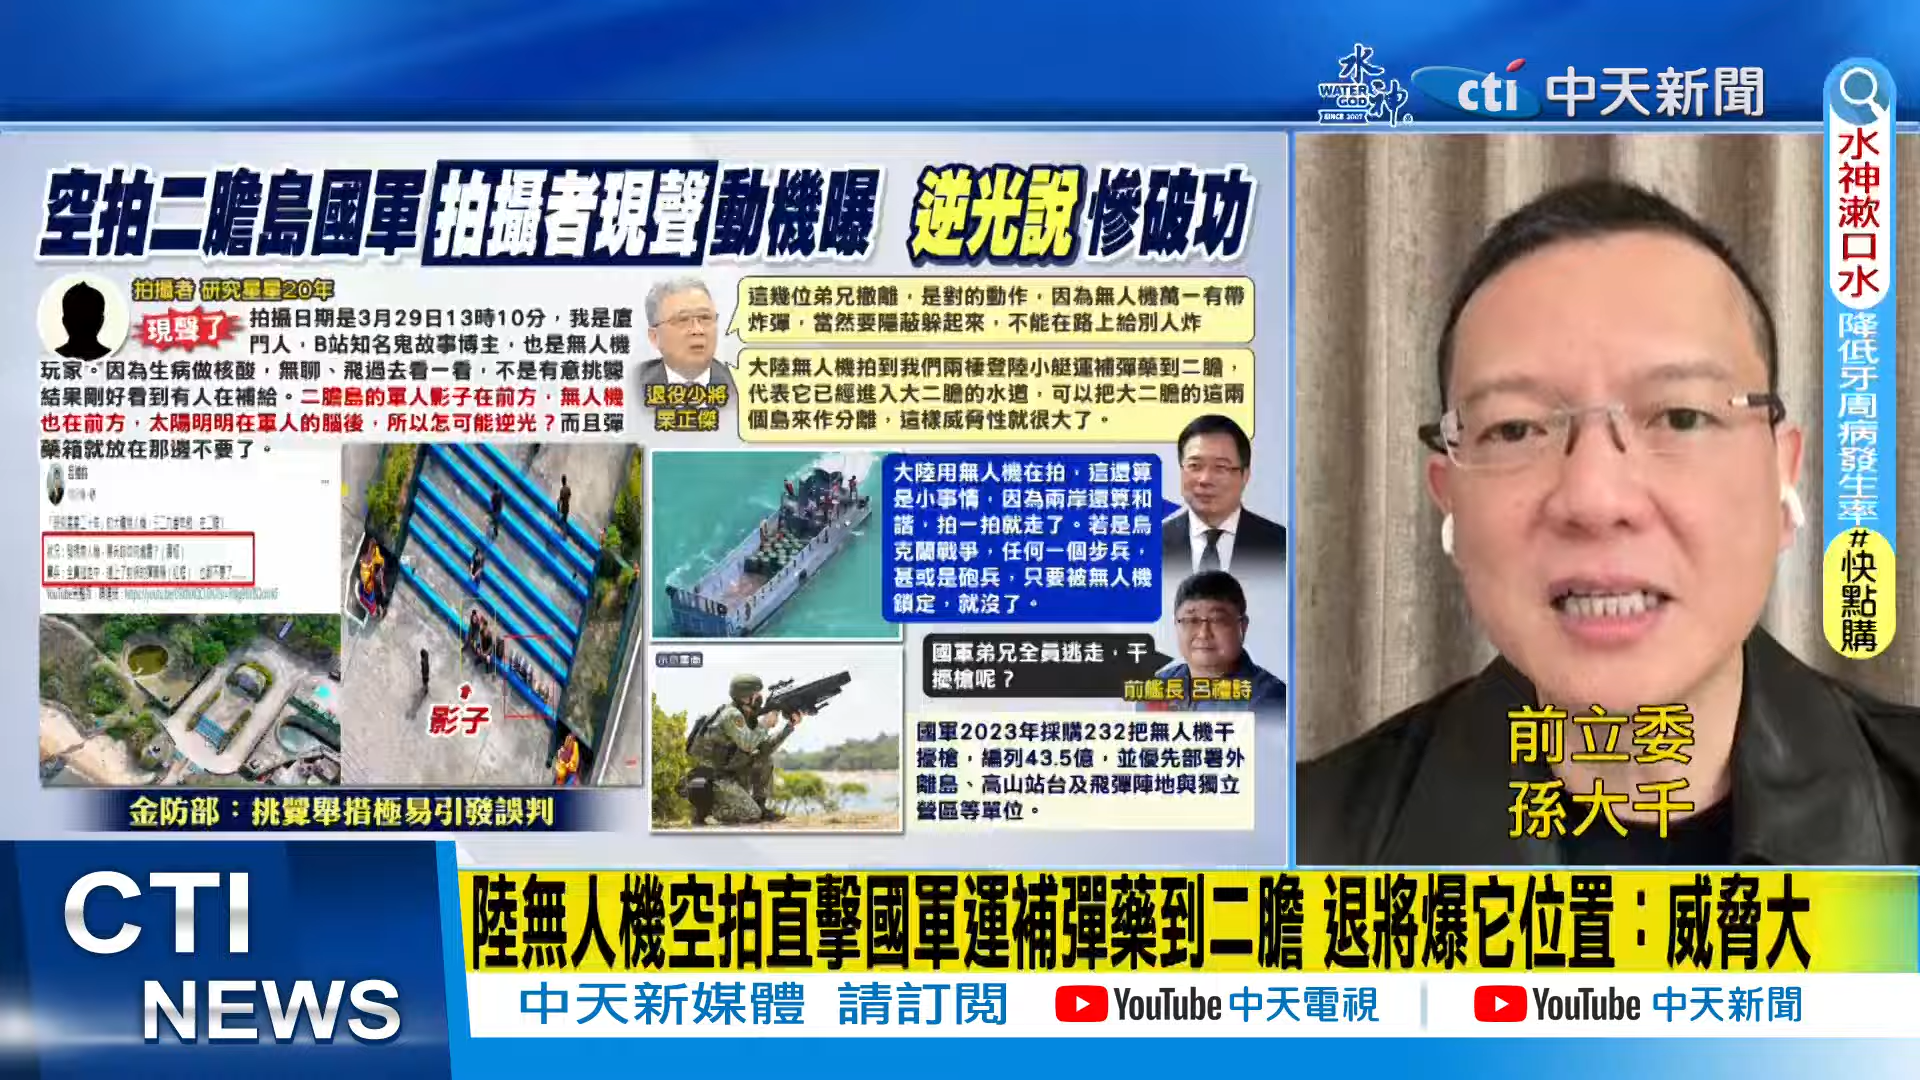 水神
WATER GOD
SINCE 2007
cti 中天新聞
空拍二膽島國軍拍攝者現聲動機曝 逆光說慘破功
拍攝者 研究星星20年
現聲了
拍攝日期是3月29日13時10分，我是廈
門人，B站知名鬼故事博主，也是無人機
玩家。因為生病做核酸，無聊、飛過去看一看，不是有意挑釁
結果剛好看到有人在補給。二膽島的軍人影子在前方，無人機
也在前方，太陽明明在軍人的腦後，所以怎可能逆光？而且彈
藥箱就放在那邊不要了。
影子
金防部：挑釁舉措極易引發誤判
退役少將
栗正傑
這幾位弟兄撤離，是對的動作，因為無人機萬一有帶
炸彈，當然要隱蔽躲起來，不能在路上給別人炸
大陸無人機拍到我們兩棲登陸小艇運補彈藥到二膽，
代表它已經進入大二膽的水道，可以把大二膽的這兩
個島來作分離，這樣威脅性就很大了。
大陸用無人機在拍，這還算
是小事情，因為兩岸還算和
諧，拍一拍就走了。若是烏
克蘭戰爭，任何一個步兵，
甚或是砲兵，只要被無人機
鎖定，就沒了。
國軍弟兄全員逃走，干
擾槍呢？
前艦長 呂禮詩
示意畫面
國軍2023年採購232把無人機干
擾槍，編列43.5億，並優先部署外
離島、高山站台及飛彈陣地與獨立
營區等單位。
前立委
孫大千
水神漱口水
降低牙周病發生率
#快點購
CTI
NEWS
陸無人機空拍直擊國軍運補彈藥到二膽 退將爆它位置：威脅大
中天新媒體 請訂閱 YouTube 中天電視 | YouTube 中天新聞